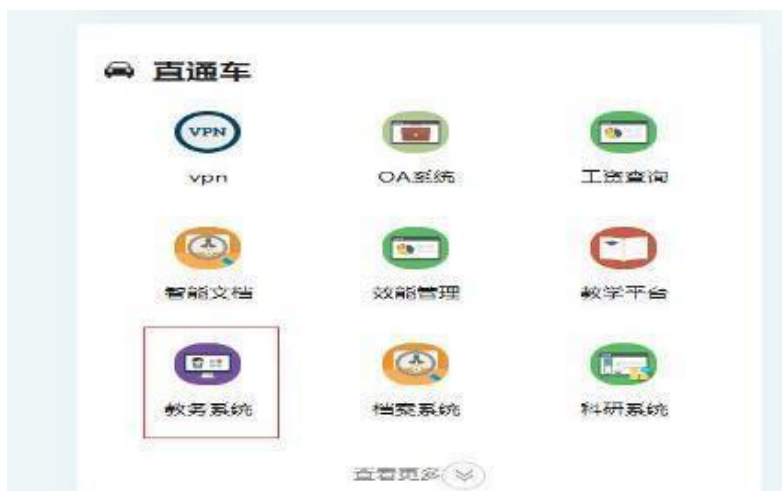 直通车
VPN
vpn
OA系统
工资查询
智能文档
效能管理
教学平台
教务系统
档案系统
科研系统
查看更多